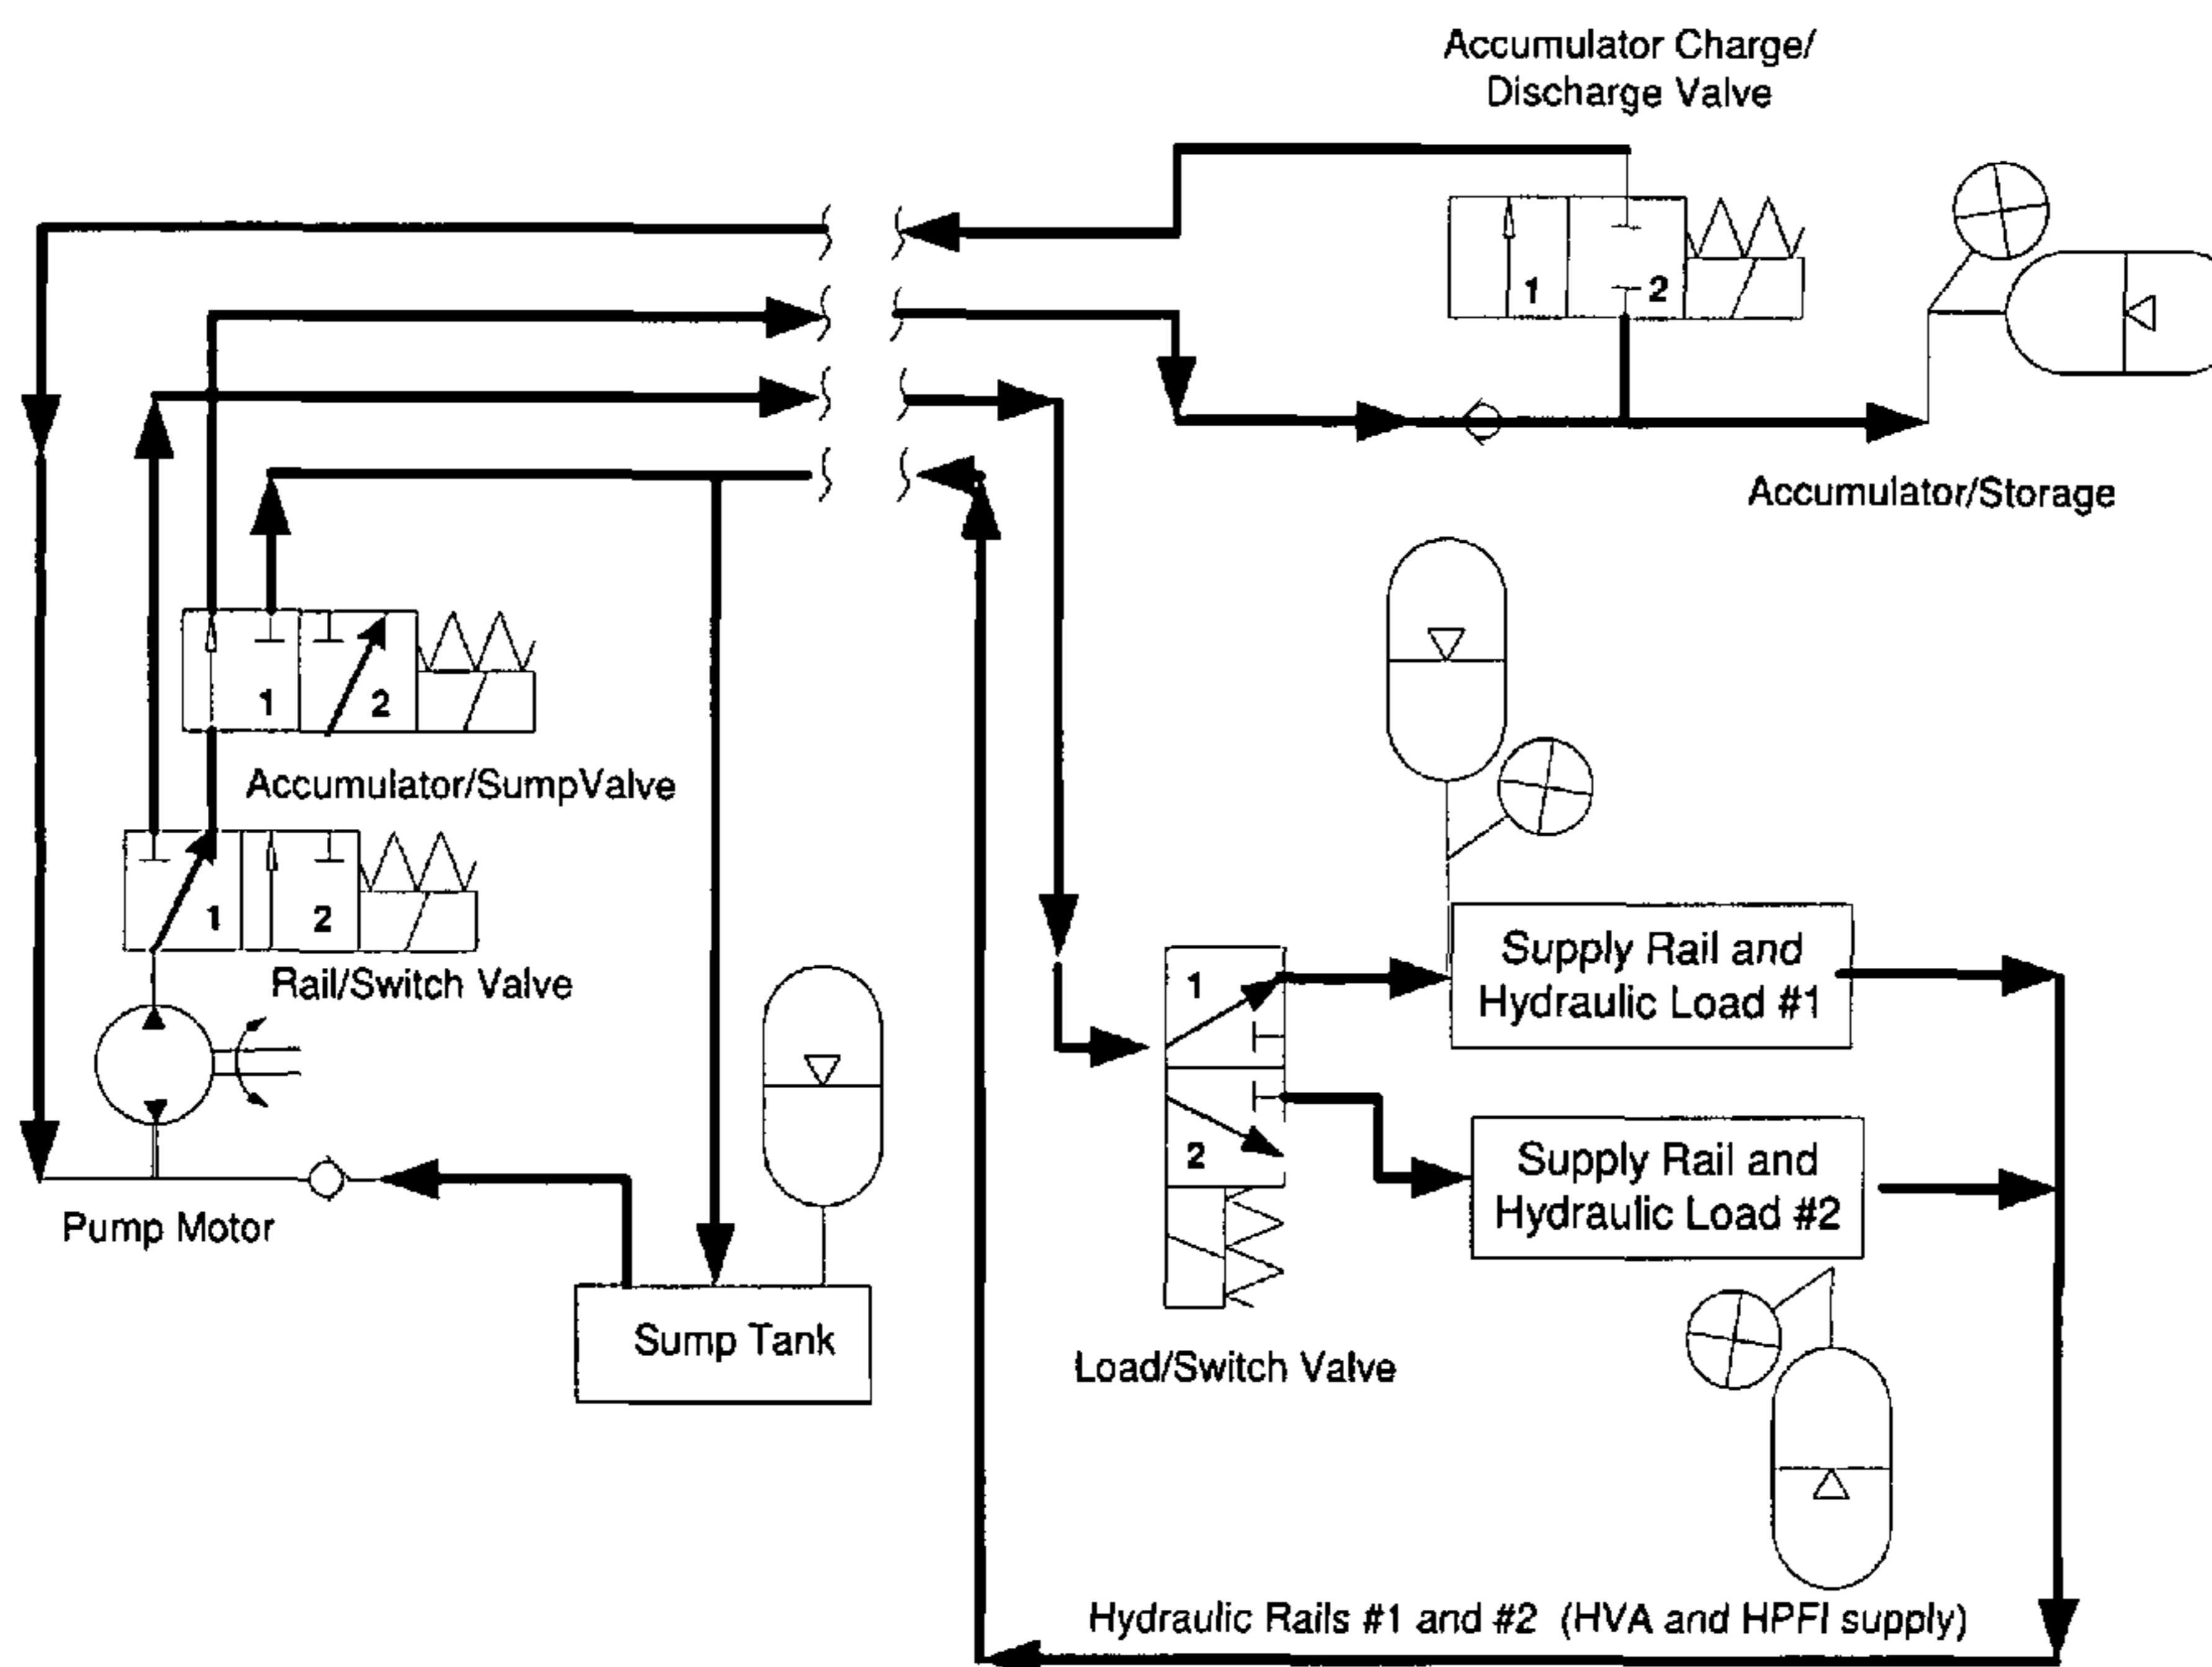 Accumulator Charge/
Discharge Valve
1
2
Accumulator/Storage
1
2
Accumulator/SumpValve
1
2
Rail/Switch Valve
Supply Rail and
Hydraulic Load #1
1
2
Supply Rail and
Hydraulic Load #2
Pump Motor
Sump Tank
Load/Switch Valve
Hydraulic Rails #1 and #2 (HVA and HPFI supply)